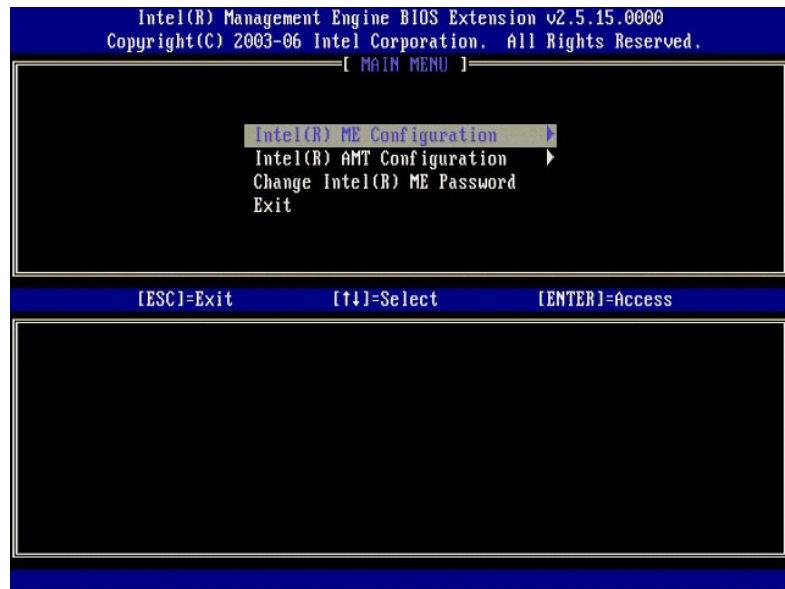 Intel(R) Management Engine BIOS Extension v2.5.15.0000
Copyright(C) 2003-06 Intel Corporation. All Rights Reserved.
[ MAIN MENU ]
Intel(R) ME Configuration ►
Intel(R) AMT Configuration ►
Change Intel(R) ME Password
Exit
[ESC]=Exit [↑↓]=Select [ENTER]=Access